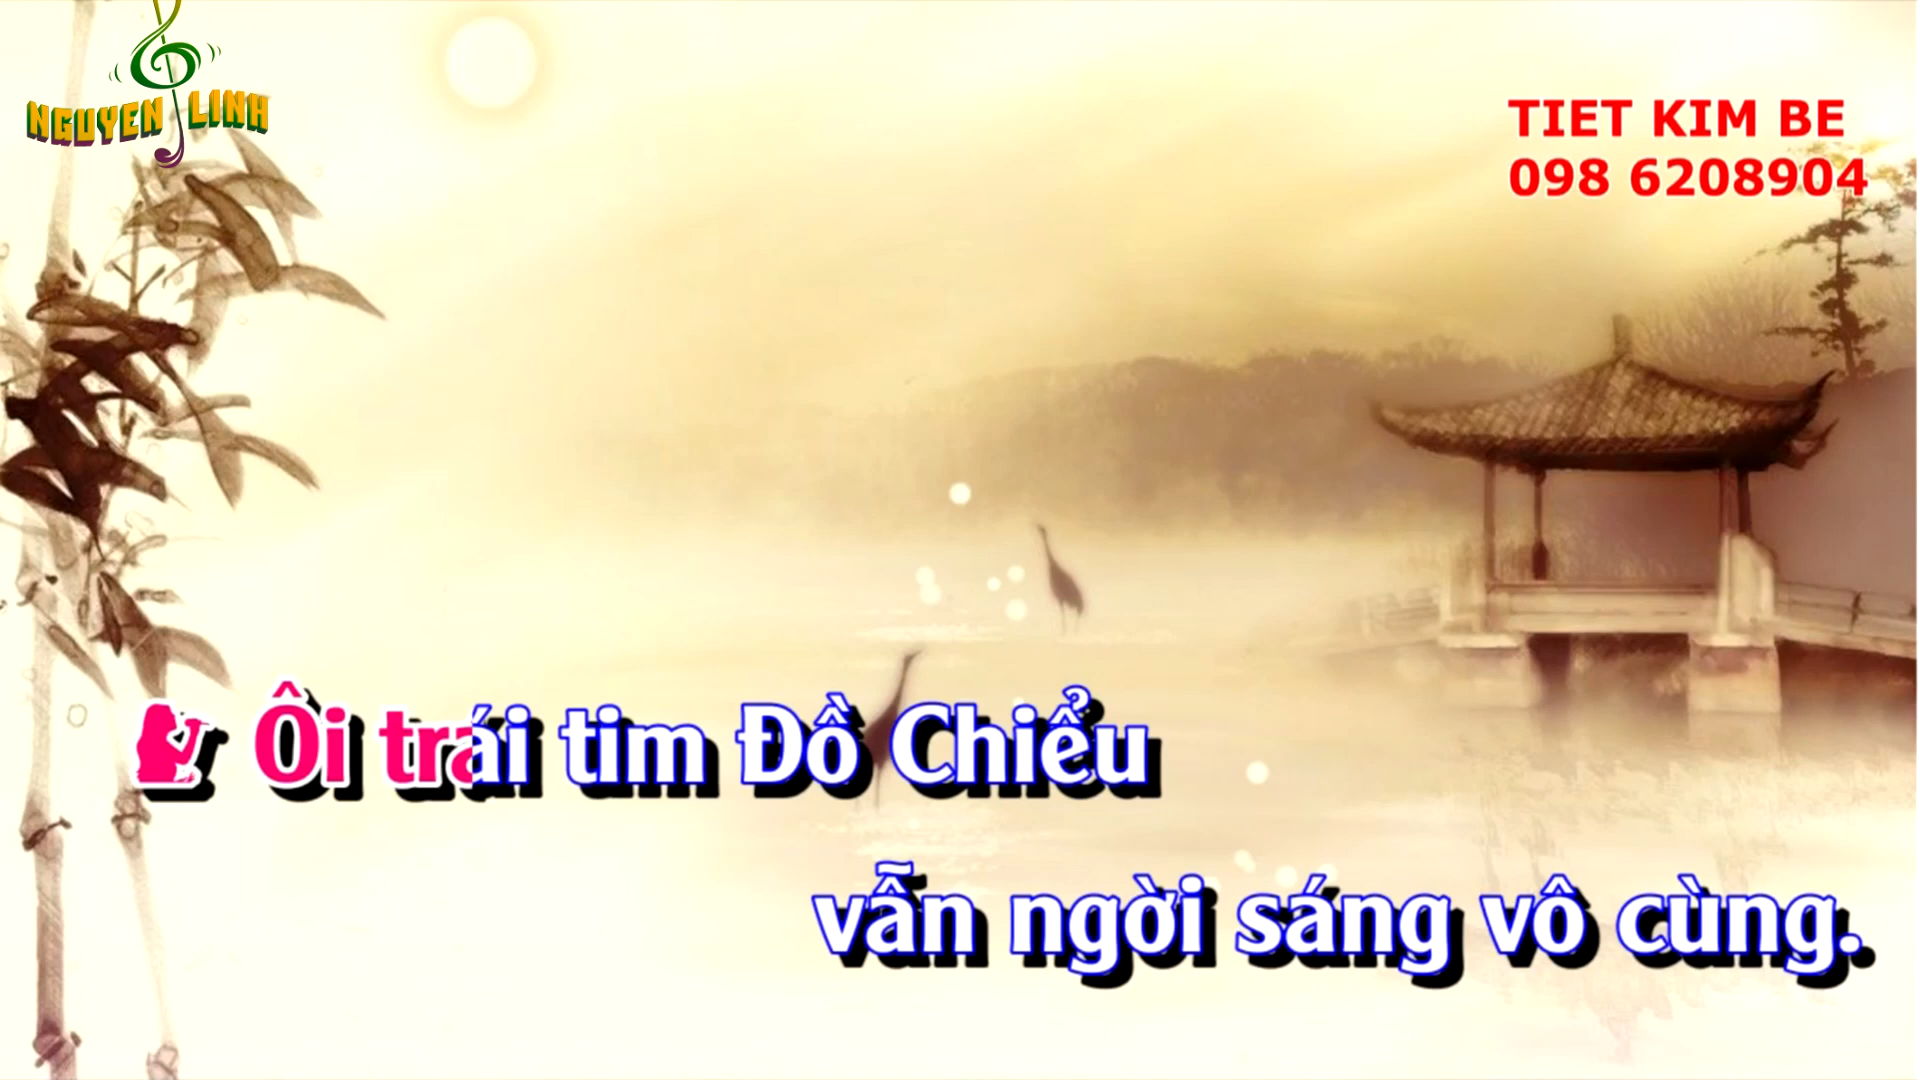 NGUYEN LINH
TIET KIM BE
098 6208904
Ôi trái tim Đồ Chiểu
vẫn ngời sáng vô cùng.